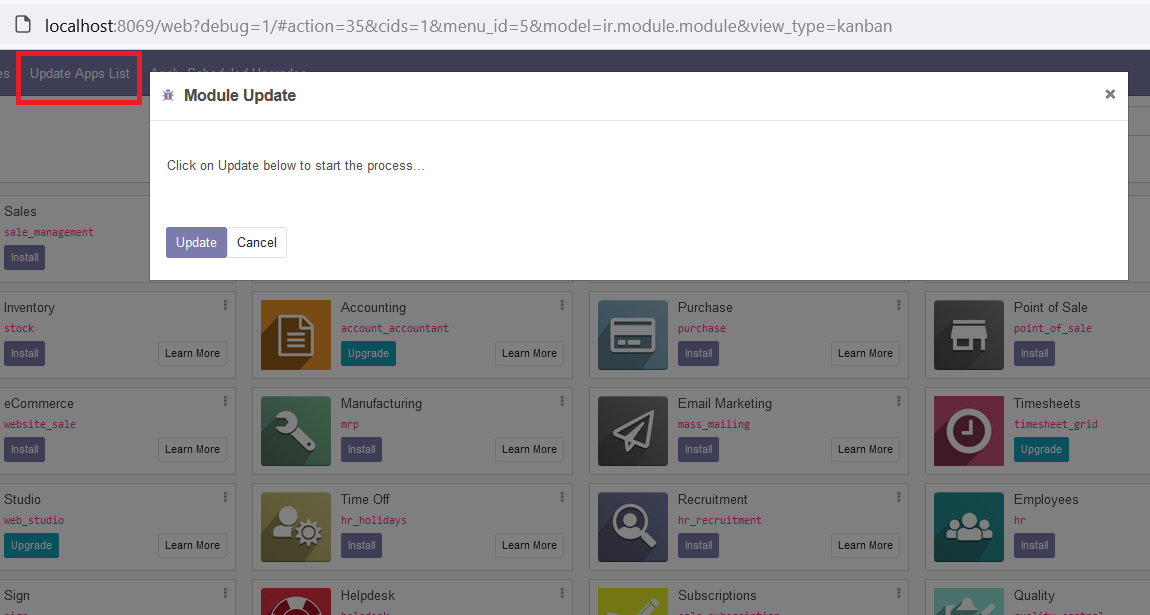 localhost:8069/web?debug=1/#action=35&cids=1&menu_id=5&model=ir.module.module&view_type=kanban
es Update Apps List Apply Scheduled Upgrades
Module Update ×
Click on Update below to start the process...
Update Cancel
Sales
sale_management
Install
Inventory Accounting Purchase Point of Sale
stock account_accountant purchase point_of_sale
Install Learn More Upgrade Learn More Install Learn More Install
eCommerce Manufacturing Email Marketing Timesheets
website_sale mrp mass_mailing timesheet_grid
Install Learn More Install Learn More Install Learn More Upgrade
Studio Time Off Recruitment Employees
web_studio hr_holidays hr_recruitment hr
Upgrade Learn More Install Learn More Install Learn More Install
Sign Helpdesk Subscriptions Quality